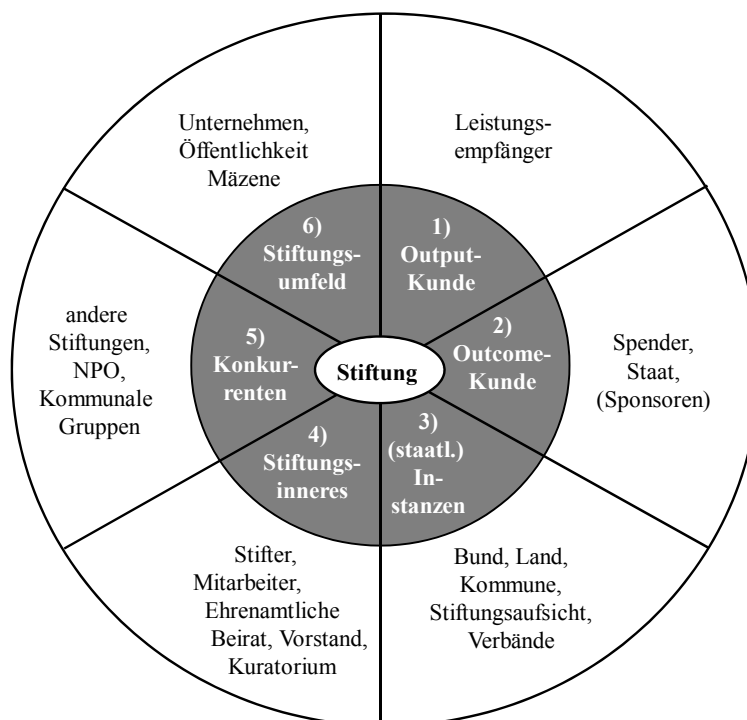 Unternehmen,
Öffentlichkeit
Mäzene
Leistungs-
empfänger
6)
Stiftungs-
umfeld
1)
Output-
Kunde
andere
Stiftungen,
NPO,
Kommunale
Gruppen
5)
Konkur-
renten
Stiftung
2)
Outcome-
Kunde
Spender,
Staat,
(Sponsoren)
4)
Stiftungs-
inneres
3)
(staatl.)
In-
stanzen
Stifter,
Mitarbeiter,
Ehrenamtliche
Beirat, Vorstand,
Kuratorium
Bund, Land,
Kommune,
Stiftungsaufsicht,
Verbände